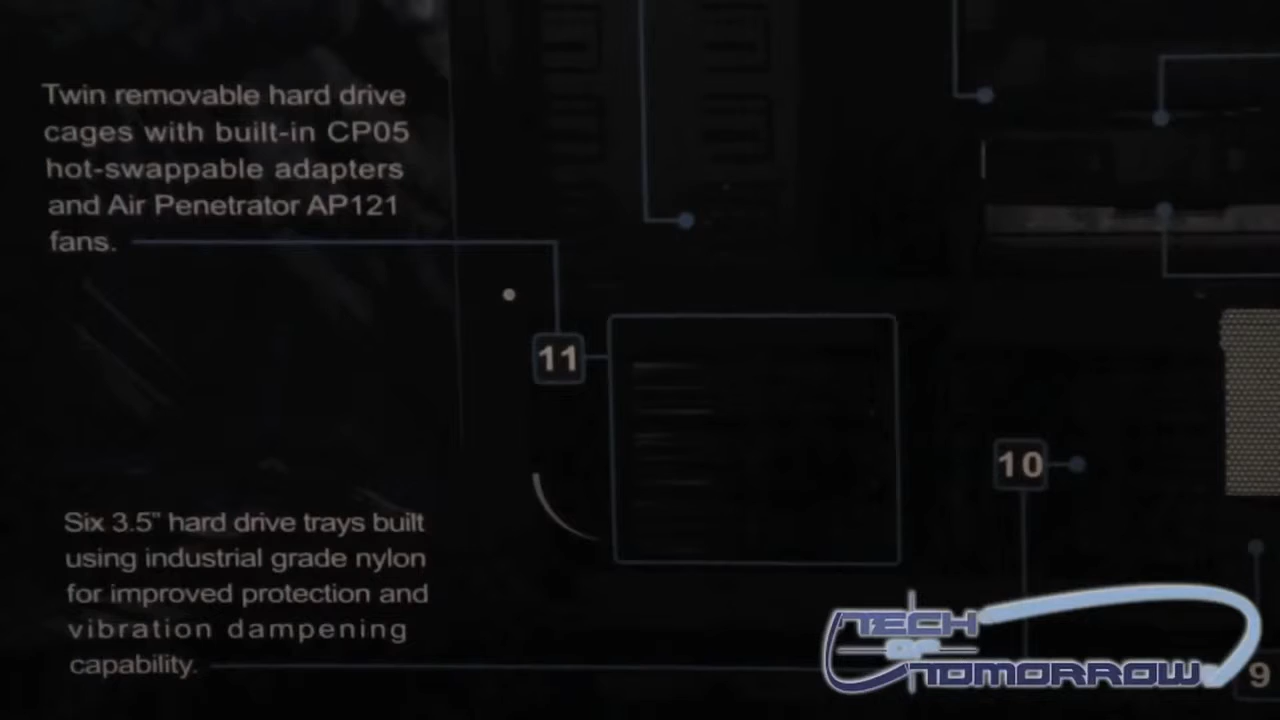 Twin removable hard drive
cages with built-in CP05
hot-swappable adapters
and Air Penetrator AP121
fans.
11
10
Six 3.5” hard drive trays built
using industrial grade nylon
for improved protection and
vibration dampening
capability.
TECH
OF
TOMORROW
9